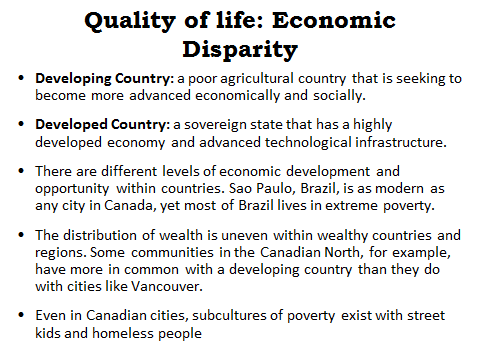 Quality of life: Economic
Disparity
• Developing Country: a poor agricultural country that is seeking to
become more advanced economically and socially.
• Developed Country: a sovereign state that has a highly
developed economy and advanced technological infrastructure.
• There are different levels of economic development and
opportunity within countries. Sao Paulo, Brazil, is as modern as
any city in Canada, yet most of Brazil lives in extreme poverty.
• The distribution of wealth is uneven within wealthy countries and
regions. Some communities in the Canadian North, for example,
have more in common with a developing country than they do
with cities like Vancouver.
• Even in Canadian cities, subcultures of poverty exist with street
kids and homeless people